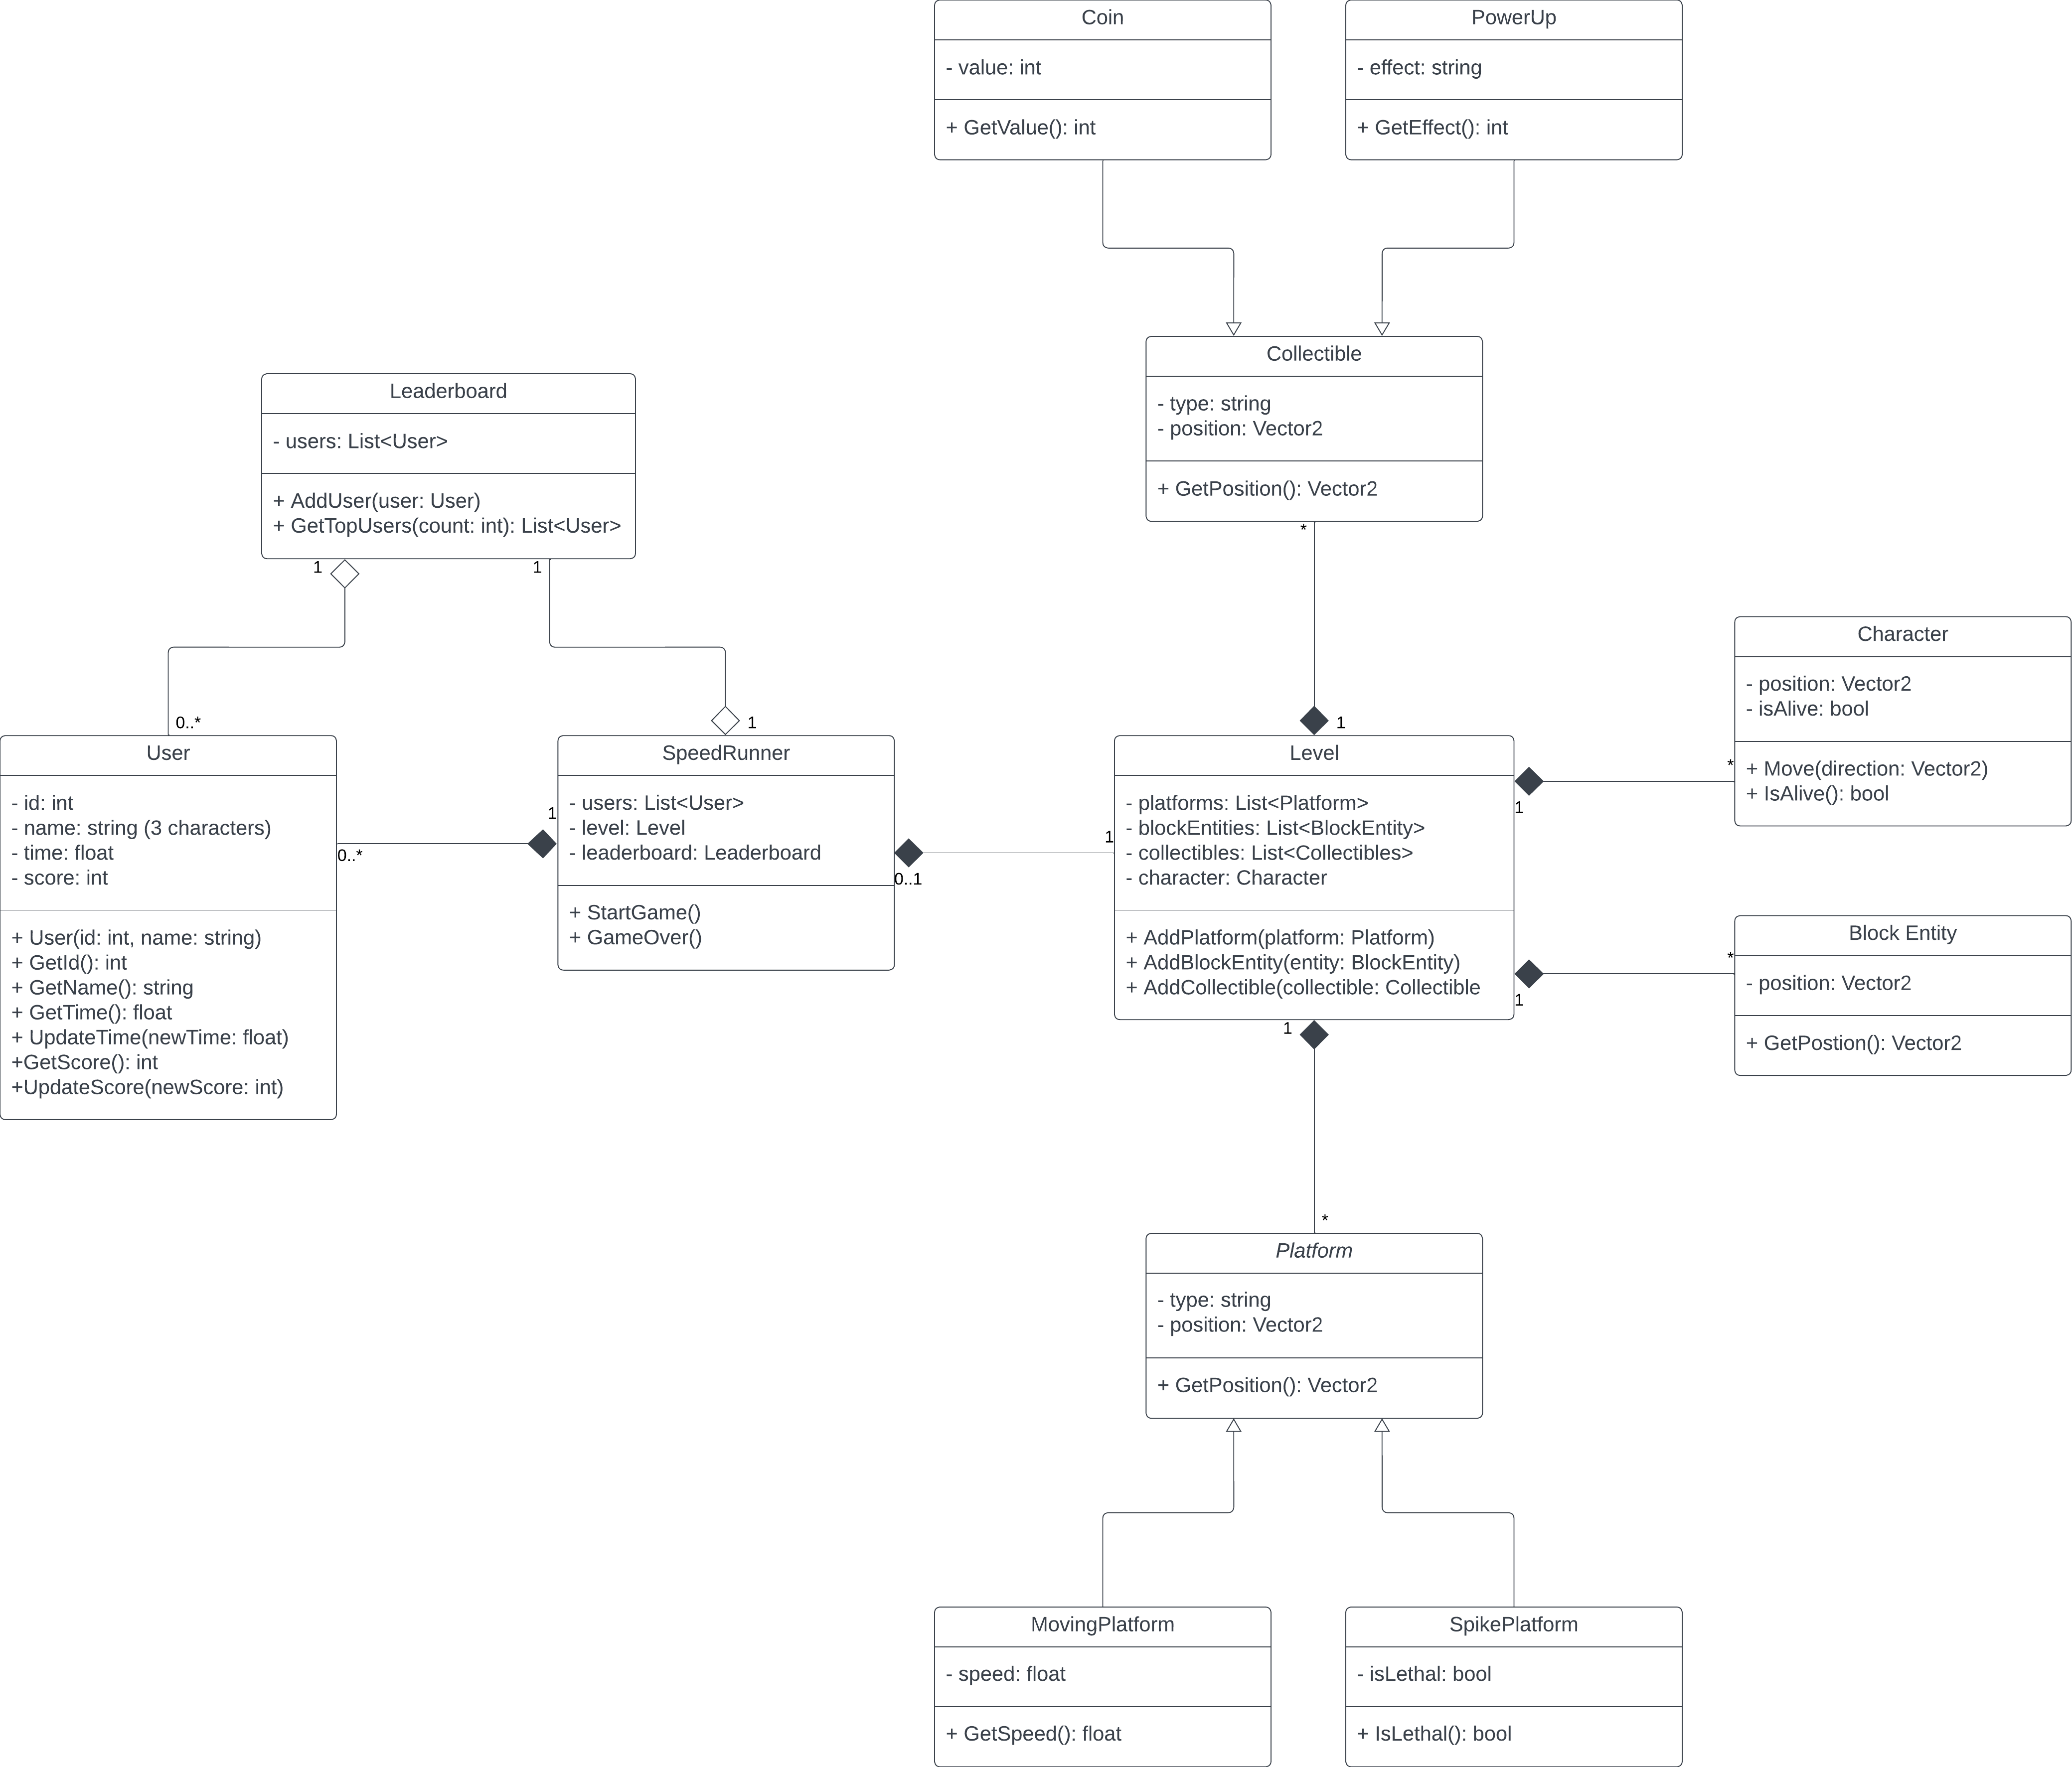 Coin
- value: int
+ GetValue(): int
PowerUp
- effect: string
+ GetEffect(): int
Collectible
- type: string
- position: Vector2
+ GetPosition(): Vector2
*
1
Leaderboard
- users: List<User>
+ AddUser(user: User)
+ GetTopUsers(count: int): List<User>
1
1
0..*
1
User
- id: int
- name: string (3 characters)
- time: float
- score: int
+ User(id: int, name: string)
+ GetId(): int
+ GetName(): string
+ GetTime(): float
+ UpdateTime(newTime: float)
+GetScore(): int
+UpdateScore(newScore: int)
0..*
1
SpeedRunner
- users: List<User>
- level: Level
- leaderboard: Leaderboard
+ StartGame()
+ GameOver()
0..1
1
Level
- platforms: List<Platform>
- blockEntities: List<BlockEntity>
- collectibles: List<Collectibles>
- character: Character
+ AddPlatform(platform: Platform)
+ AddBlockEntity(entity: BlockEntity)
+ AddCollectible(collectible: Collectible
1
*
Character
- position: Vector2
- isAlive: bool
+ Move(direction: Vector2)
+ IsAlive(): bool
1
*
Block Entity
- position: Vector2
+ GetPostion(): Vector2
1
*
Platform
- type: string
- position: Vector2
+ GetPosition(): Vector2
MovingPlatform
- speed: float
+ GetSpeed(): float
SpikePlatform
- isLethal: bool
+ IsLethal(): bool